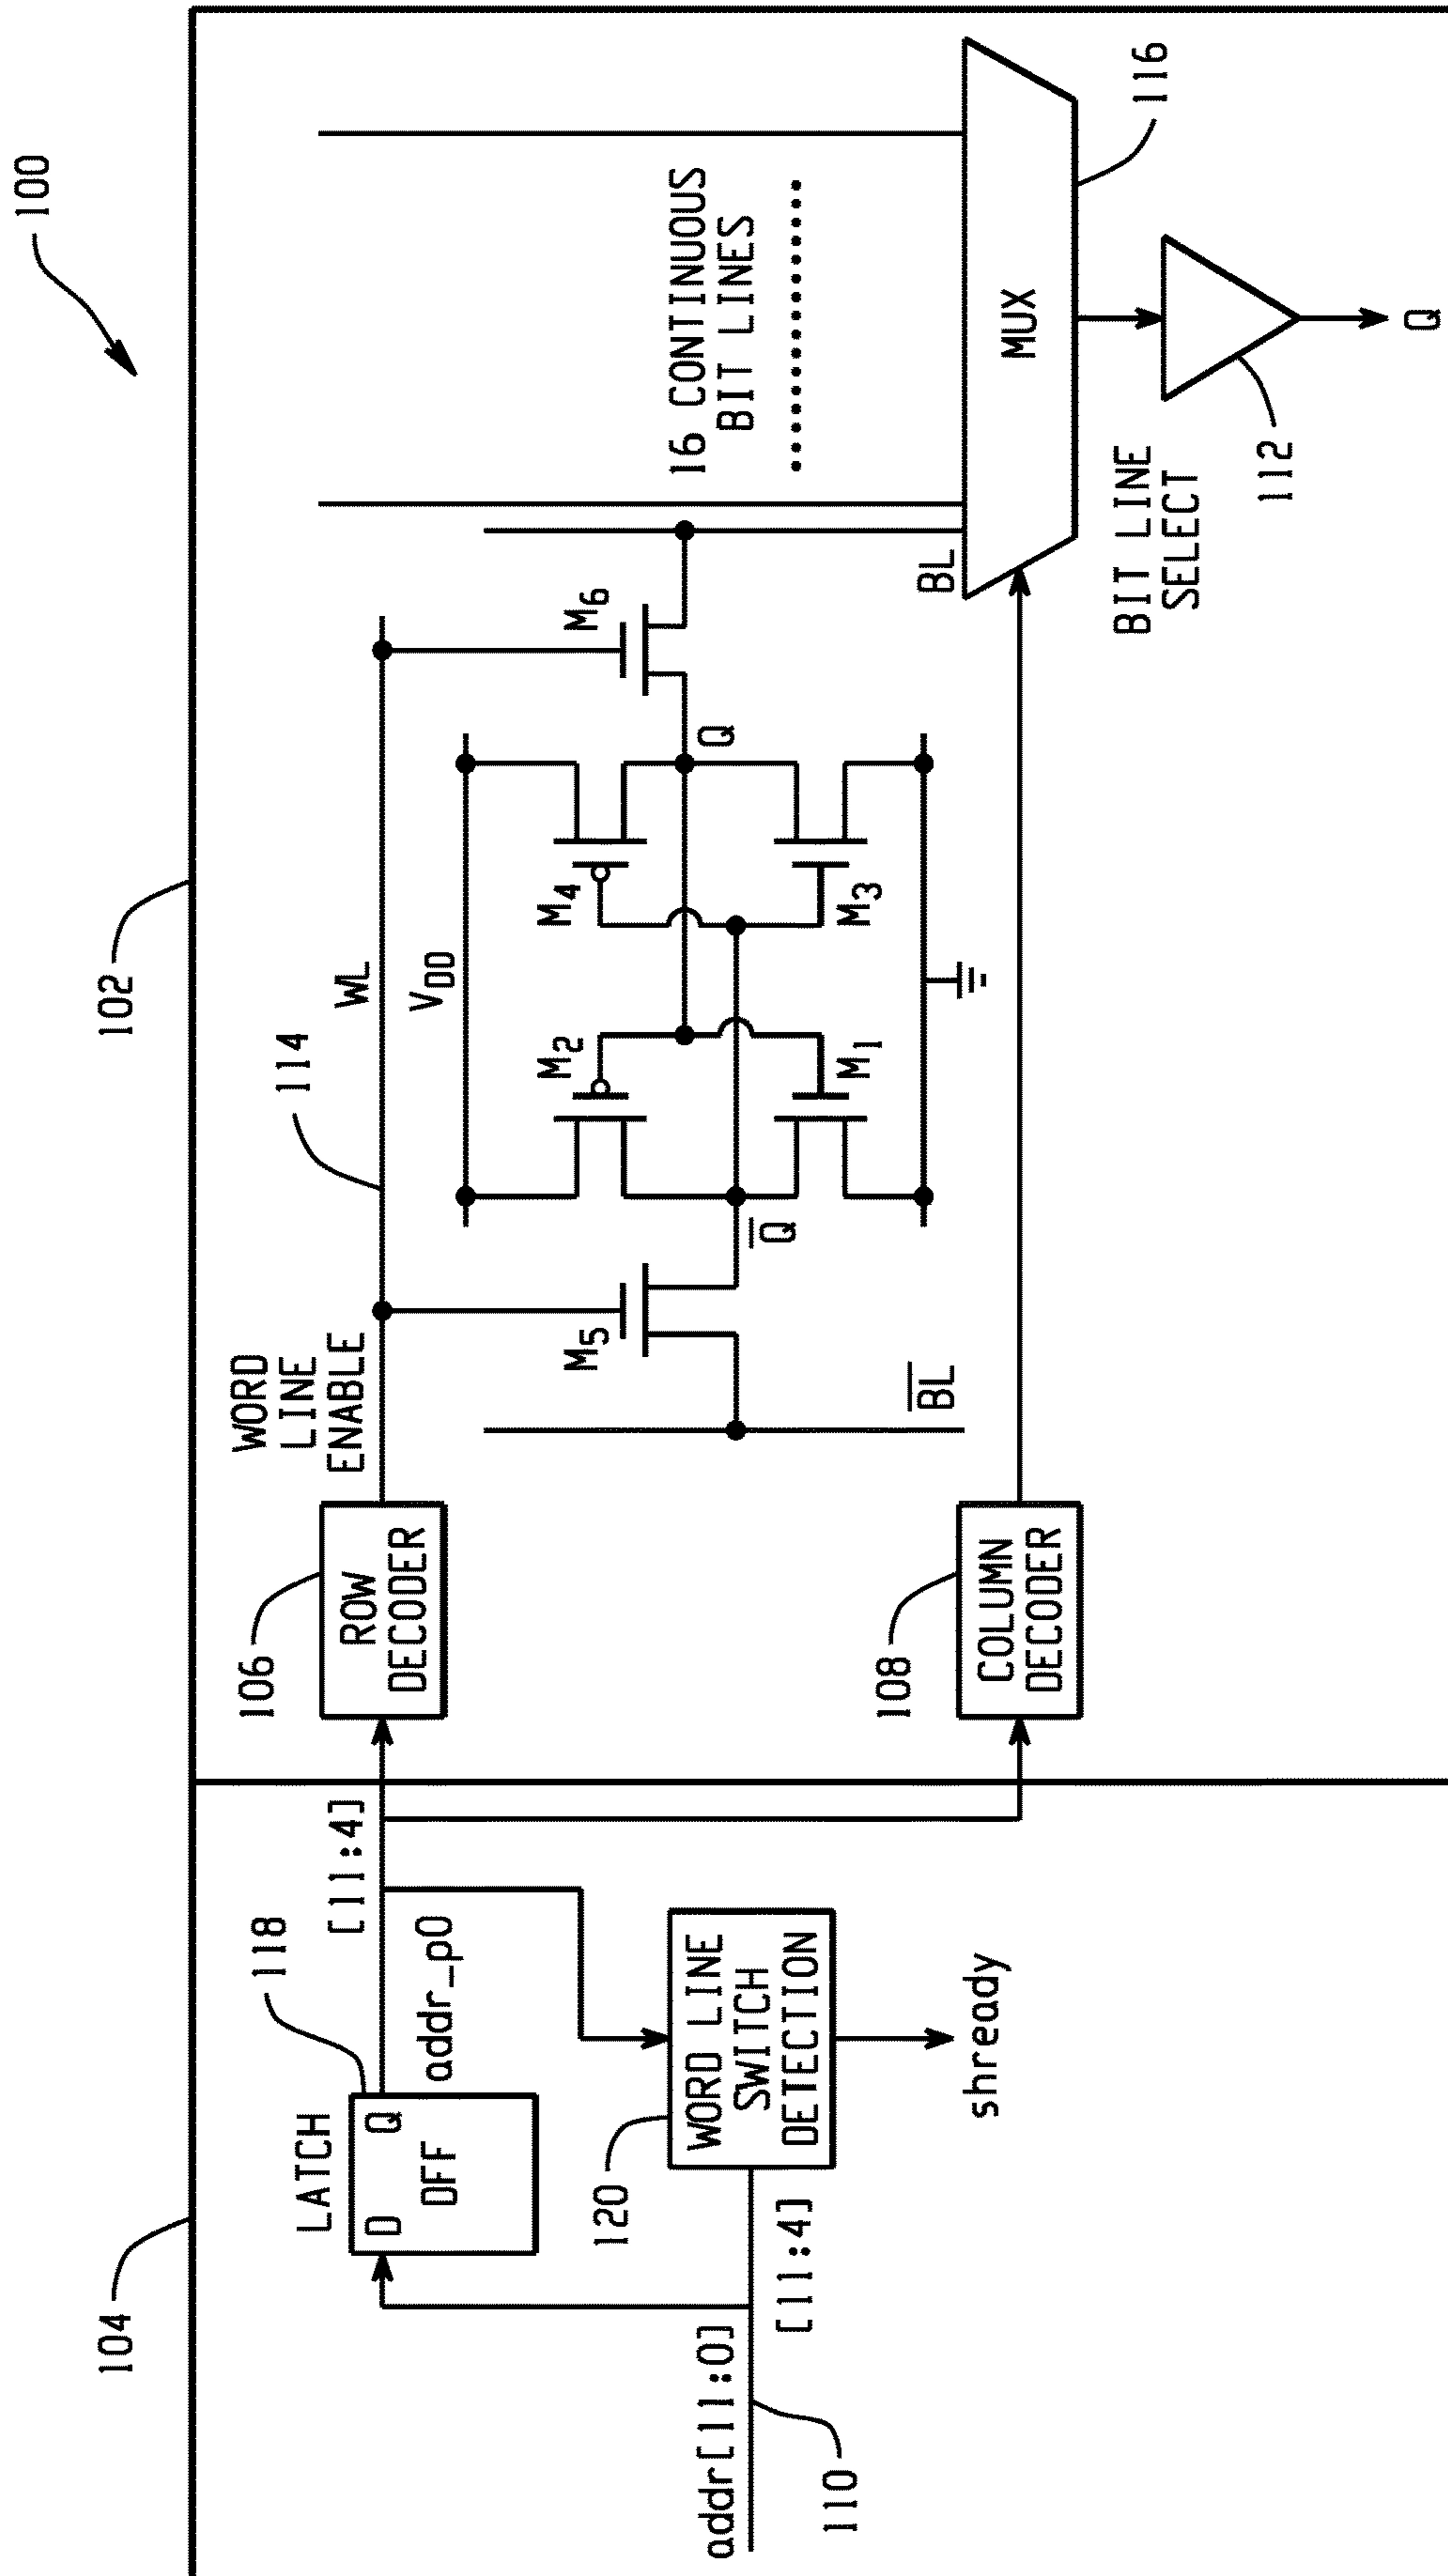 100
104
102
LATCH
118
D Q
DFF
addr_p0
[11:4]
106
ROW
DECODER
WORD
LINE
ENABLE
114
WL
VDD
M5
M2
M4
M6
Q
Q
M1
M3
16 CONTINUOUS
BIT LINES
addr[11:0]
110
[11:4]
120
WORD LINE
SWITCH
DETECTION
shready
108
COLUMN
DECODER
BL
BL
MUX
116
BIT LINE
SELECT
112
Q